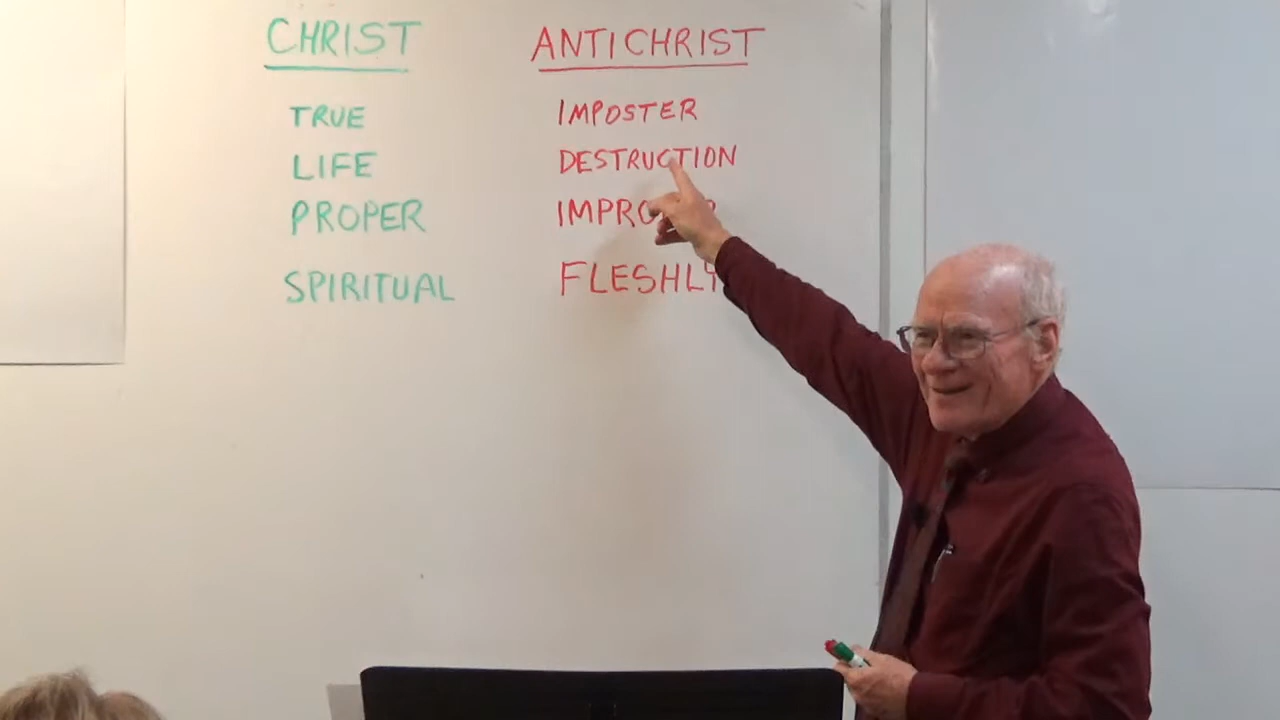 CHRIST ANTICHRIST
TRUE IMPOSTER
LIFE DESTRUCTION
PROPER
SPIRITUAL FLESHLY